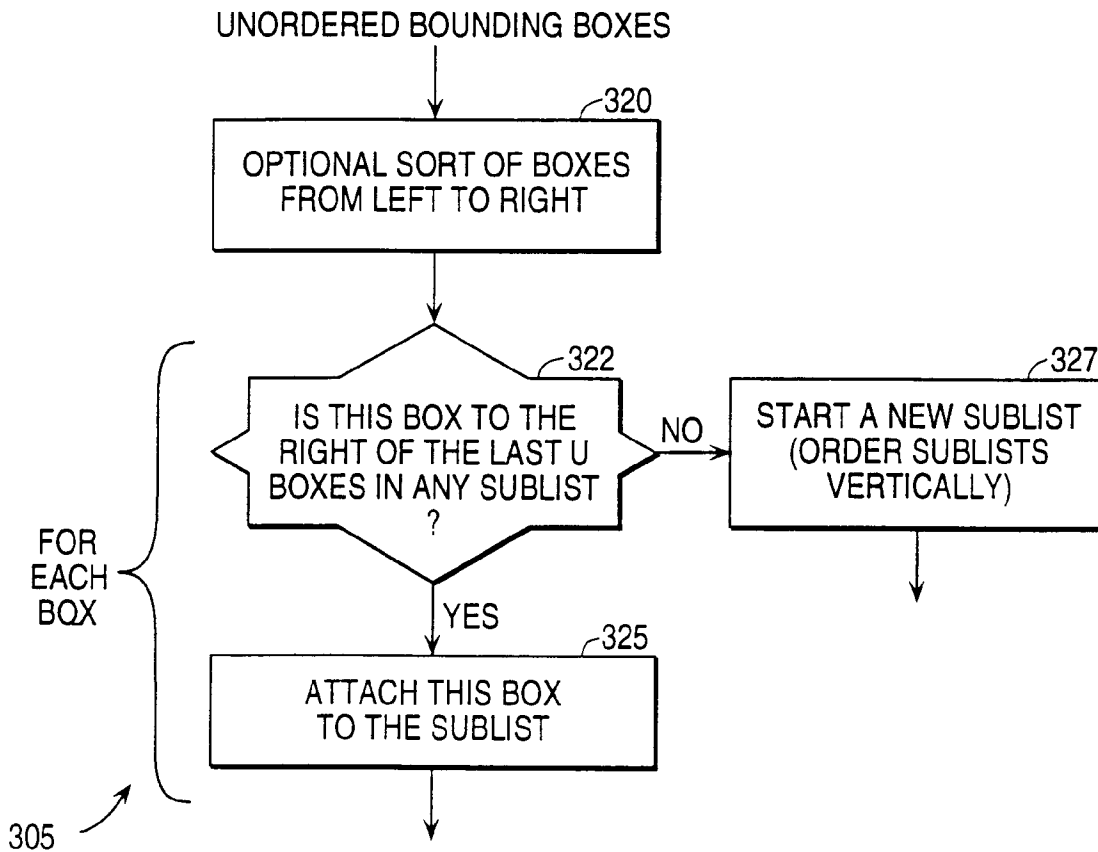 UNORDERED BOUNDING BOXES
320
OPTIONAL SORT OF BOXES
FROM LEFT TO RIGHT
322
IS THIS BOX TO THE
RIGHT OF THE LAST U
BOXES IN ANY SUBLIST
?
NO
327
START A NEW SUBLIST
(ORDER SUBLISTS
VERTICALLY)
FOR
EACH
BOX
YES
325
ATTACH THIS BOX
TO THE SUBLIST
305